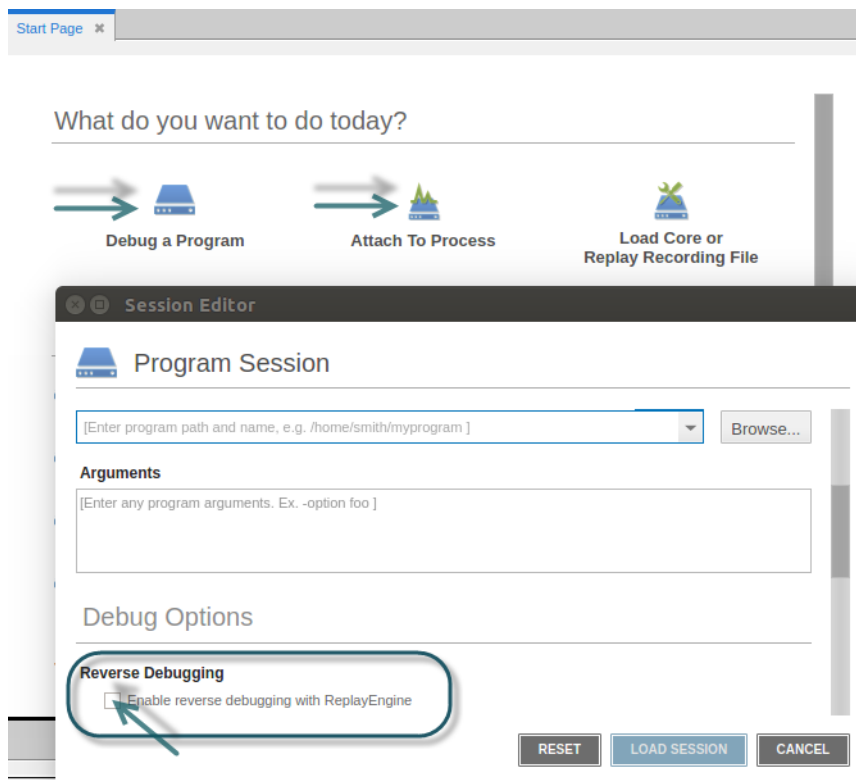 Start Page
What do you want to do today?
Debug a Program
Attach To Process
Load Core or
Replay Recording File
Session Editor
Program Session
[Enter program path and name, e.g. /home/smith/myprogram ]
Browse...
Arguments
[Enter any program arguments. Ex. -option foo ]
Debug Options
Reverse Debugging
Enable reverse debugging with ReplayEngine
RESET
LOAD SESSION
CANCEL